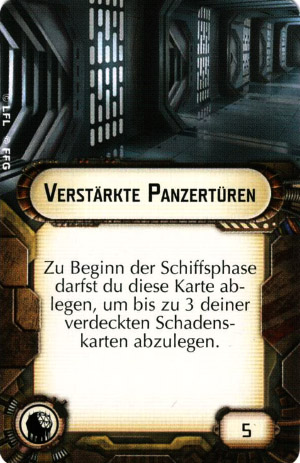 © LFL © FFG
VERSTÄRKTE PANZERTÜREN
Zu Beginn der Schiffsphase
darfst du diese Karte ab-
legen, um bis zu 3 deiner
verdeckten Schadens-
karten abzulegen.
5